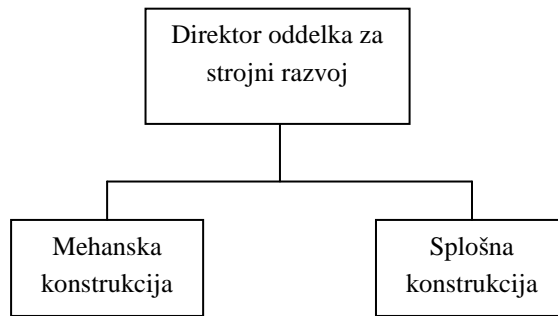 Direktor oddelka za
strojni razvoj
Mehanska
konstrukcija
Splošna
konstrukcija